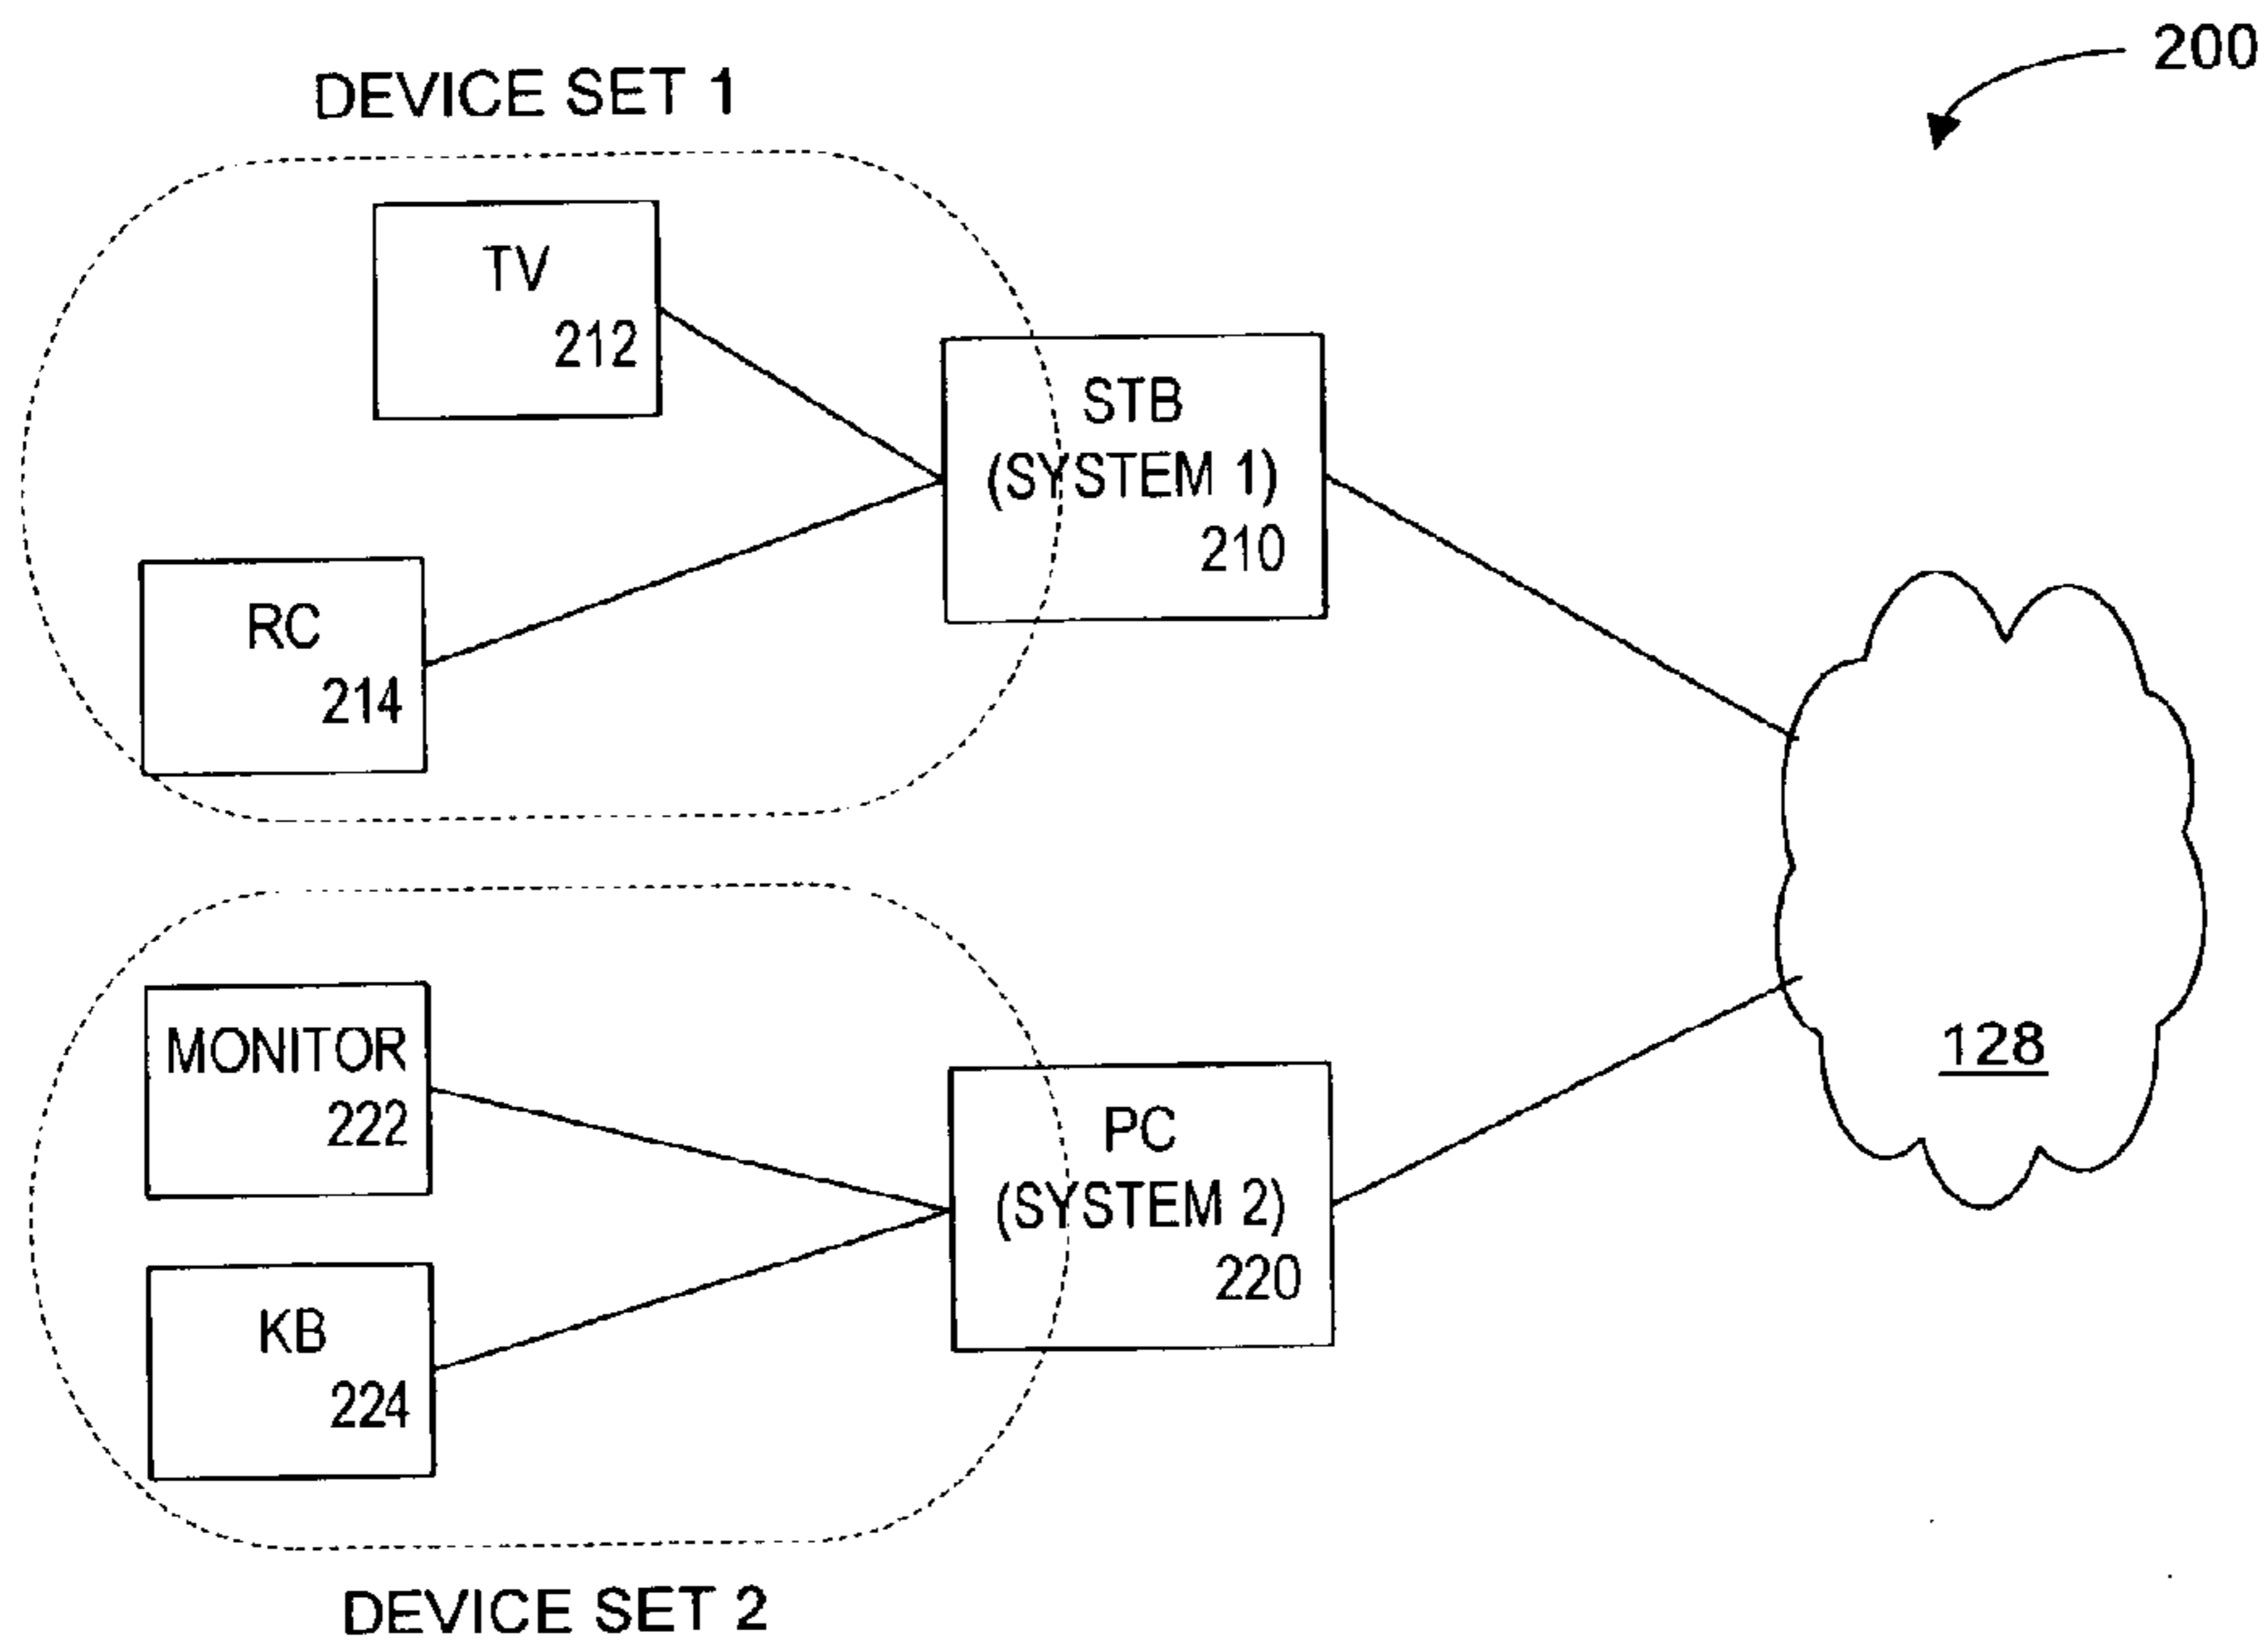 200
DEVICE SET 1
TV
212
STB
(SYSTEM 1)
210
RC
214
128
MONITOR
222
PC
(SYSTEM 2)
220
KB
224
DEVICE SET 2